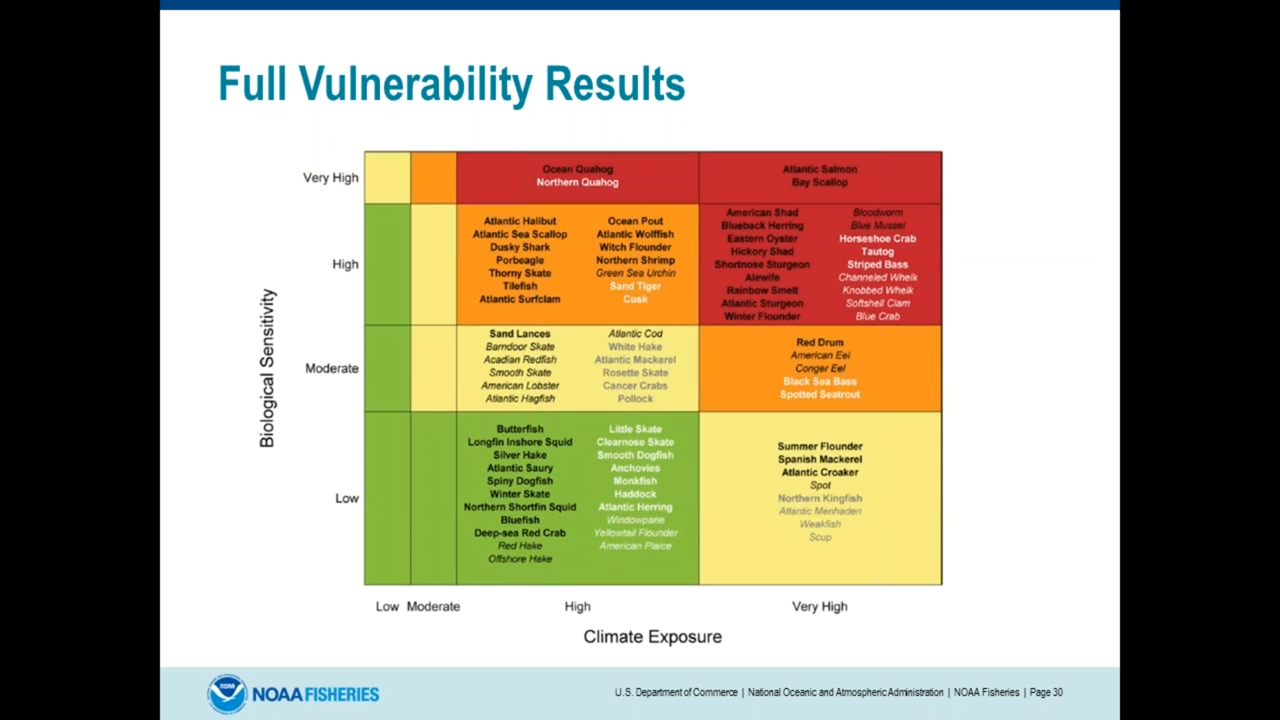 Full Vulnerability Results
Biological Sensitivity
Very High
Ocean Quahog
Northern Quahog
Atlantic Salmon
Bay Scallop
High
Atlantic Halibut
Atlantic Sea Scallop
Dusky Shark
Porbeagle
Thorny Skate
Tilefish
Atlantic Surfclam
Ocean Pout
Atlantic Wolffish
Witch Flounder
Northern Shrimp
Green Sea Urchin
Sand Tiger
Cusk
American Shad
Blueback Herring
Eastern Oyster
Hickory Shad
Shortnose Sturgeon
Alewife
Rainbow Smelt
Atlantic Sturgeon
Winter Flounder
Bloodworm
Blue Mussel
Horseshoe Crab
Tautog
Striped Bass
Channeled Whelk
Knobbed Whelk
Softshell Clam
Blue Crab
Moderate
Sand Lances
Barndoor Skate
Acadian Redfish
Smooth Skate
American Lobster
Atlantic Hagfish
Atlantic Cod
White Hake
Atlantic Mackerel
Rosette Skate
Cancer Crabs
Pollock
Red Drum
American Eel
Conger Eel
Black Sea Bass
Spotted Seatrout
Low
Butterfish
Longfin Inshore Squid
Silver Hake
Atlantic Saury
Spiny Dogfish
Winter Skate
Northern Shortfin Squid
Bluefish
Deep-sea Red Crab
Red Hake
Offshore Hake
Little Skate
Clearnose Skate
Smooth Dogfish
Anchovies
Monkfish
Haddock
Atlantic Herring
Windowpane
Yellowtail Flounder
American Plaice
Summer Flounder
Spanish Mackerel
Atlantic Croaker
Spot
Northern Kingfish
Atlantic Menhaden
Weakfish
Scup
Low Moderate High Very High
Climate Exposure
NOAA
NOAA FISHERIES
U.S. Department of Commerce | National Oceanic and Atmospheric Administration | NOAA Fisheries | Page 30